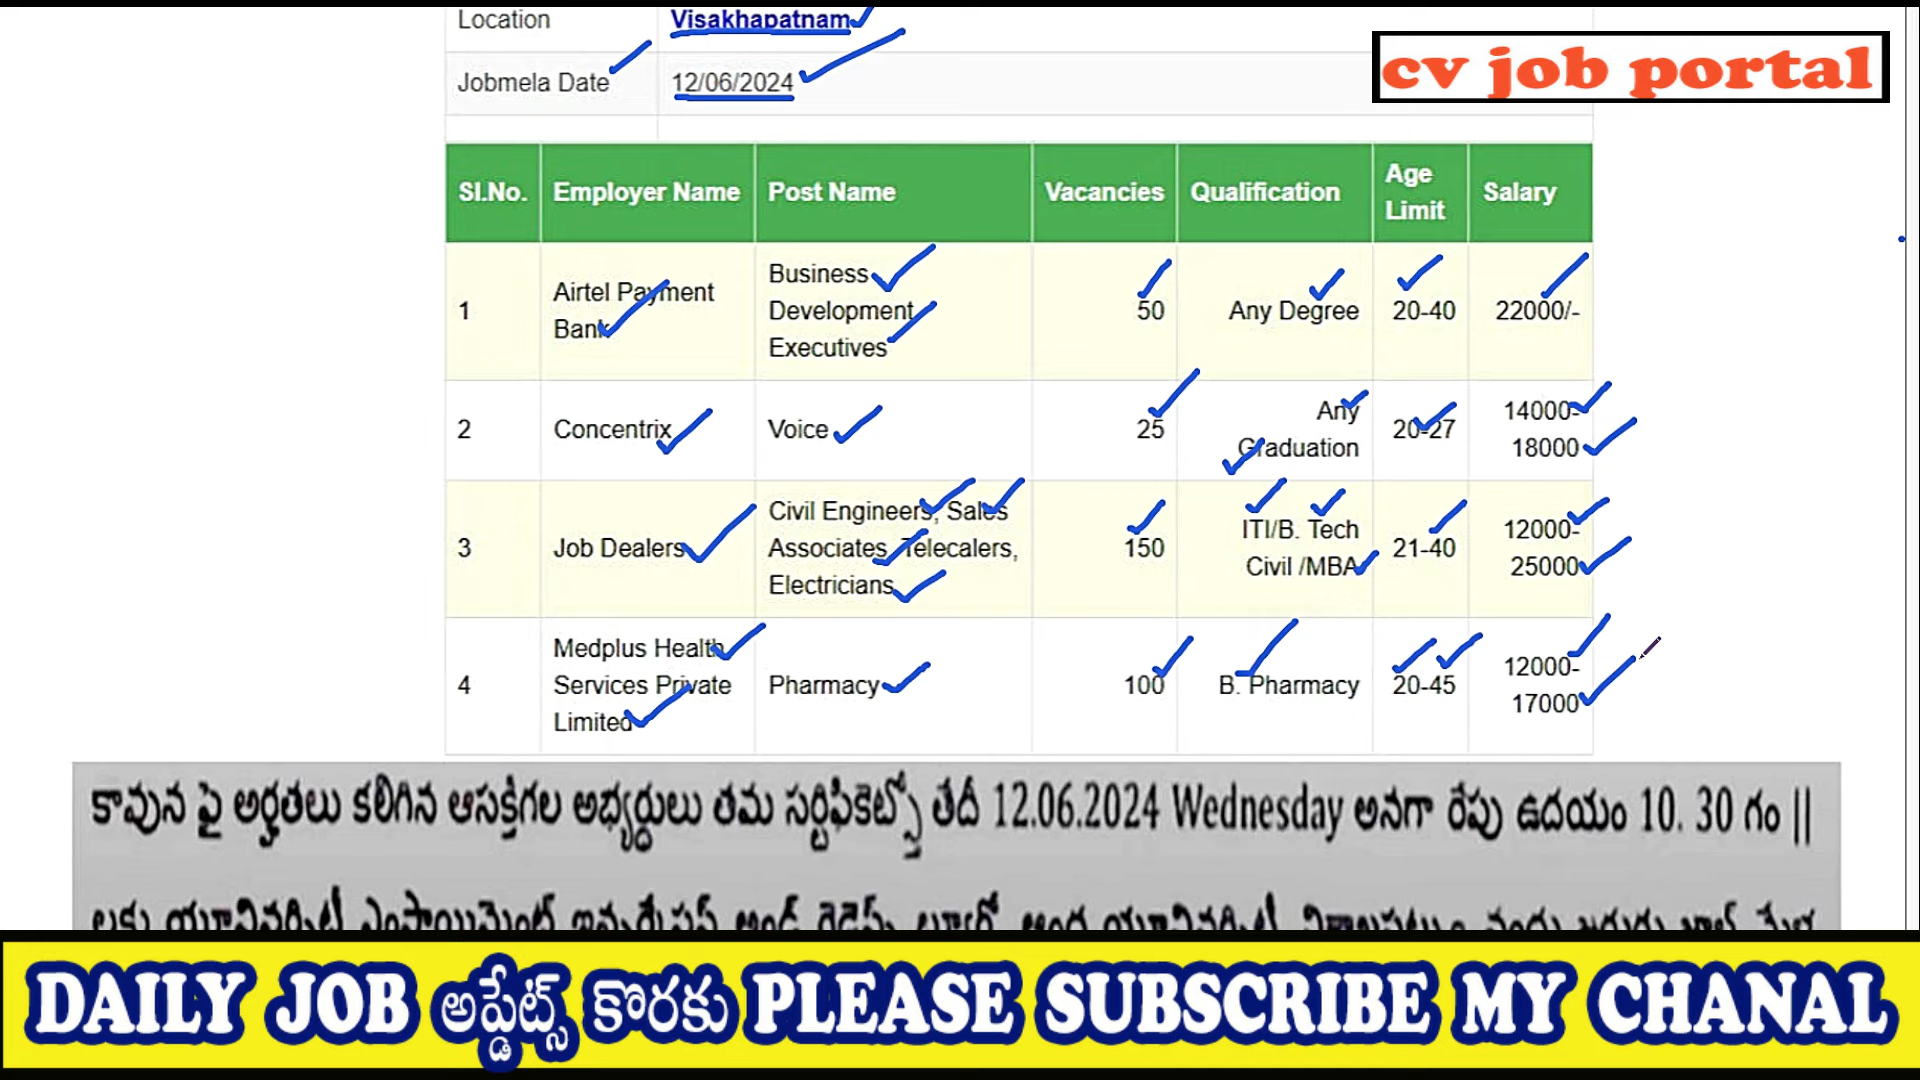 Location Visakhapatnam
cv job portal
Jobmela Date 12/06/2024
Sl.No. Employer Name Post Name Vacancies Qualification Age Limit Salary
1 Airtel Payment Bank Business Development Executives 50 Any Degree 20-40 22000/-
2 Concentrix Voice 25 Any Graduation 20-27 14000-18000
3 Job Dealers Civil Engineers, Sales Associates, Telecalers, Electricians 150 ITI/B. Tech Civil /MBA 21-40 12000-25000
4 Medplus Health Services Private Limited Pharmacy 100 B. Pharmacy 20-45 12000-17000
కావున పై అర్హతలు కలిగిన ఆసక్తిగల అభ్యర్థులు తమ సర్టిఫికెట్స్తో తేదీ 12.06.2024 Wednesday అనగా రేపు ఉదయం 10. 30 గం ||
DAILY JOB అప్డేట్స్ కొరకు PLEASE SUBSCRIBE MY CHANAL